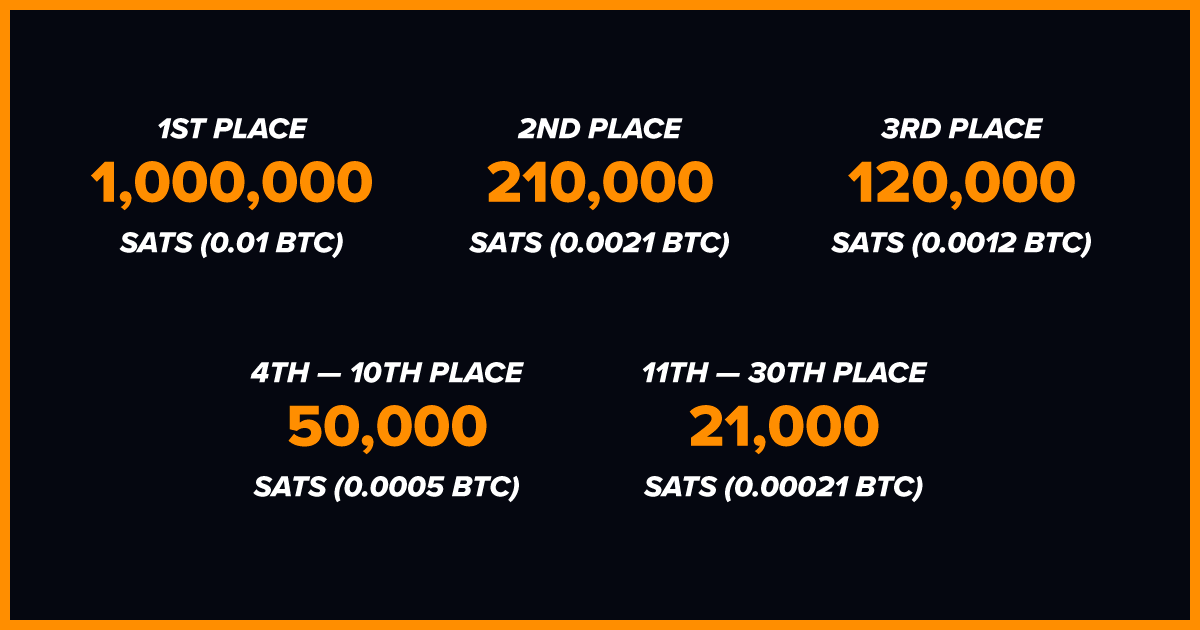 1ST PLACE
1,000,000
SATS (0.01 BTC)
2ND PLACE
210,000
SATS (0.0021 BTC)
3RD PLACE
120,000
SATS (0.0012 BTC)
4TH — 10TH PLACE
50,000
SATS (0.0005 BTC)
11TH — 30TH PLACE
21,000
SATS (0.00021 BTC)